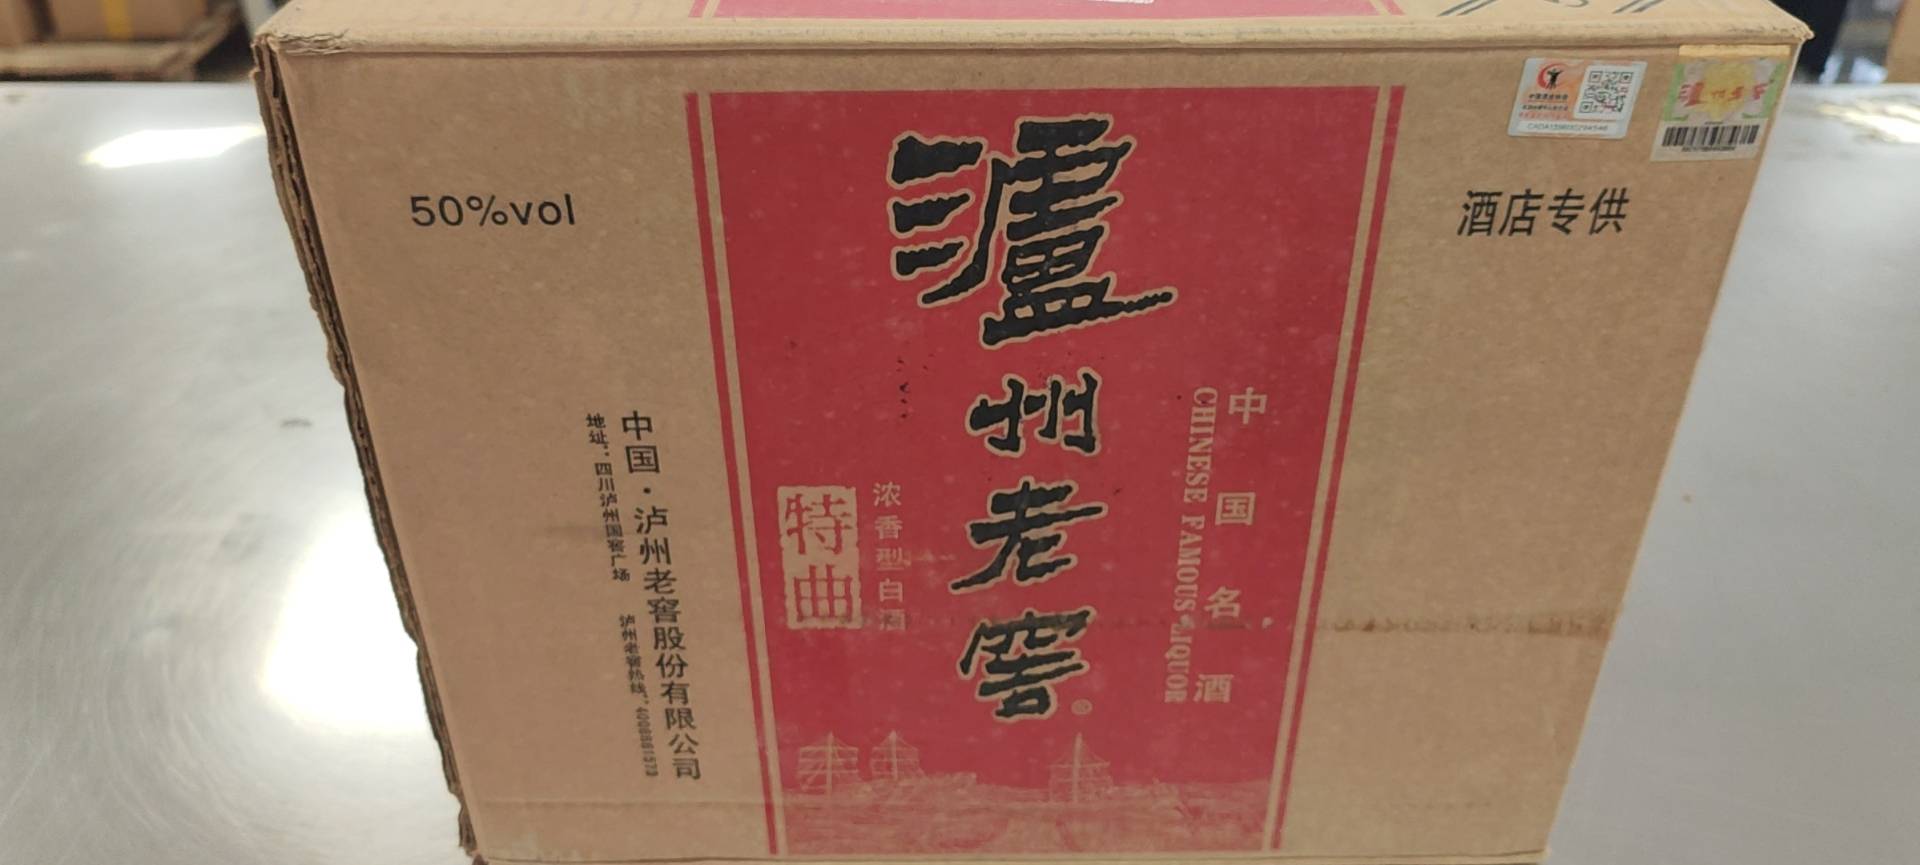 50%vol
酒店专供
瀘州老窖®
中国名酒
CHINESE FAMOUS LIQUOR
浓香型白酒
特曲
中国·泸州老窖股份有限公司
地址：四川泸州国窖广场
泸州老窖热线：4008881573